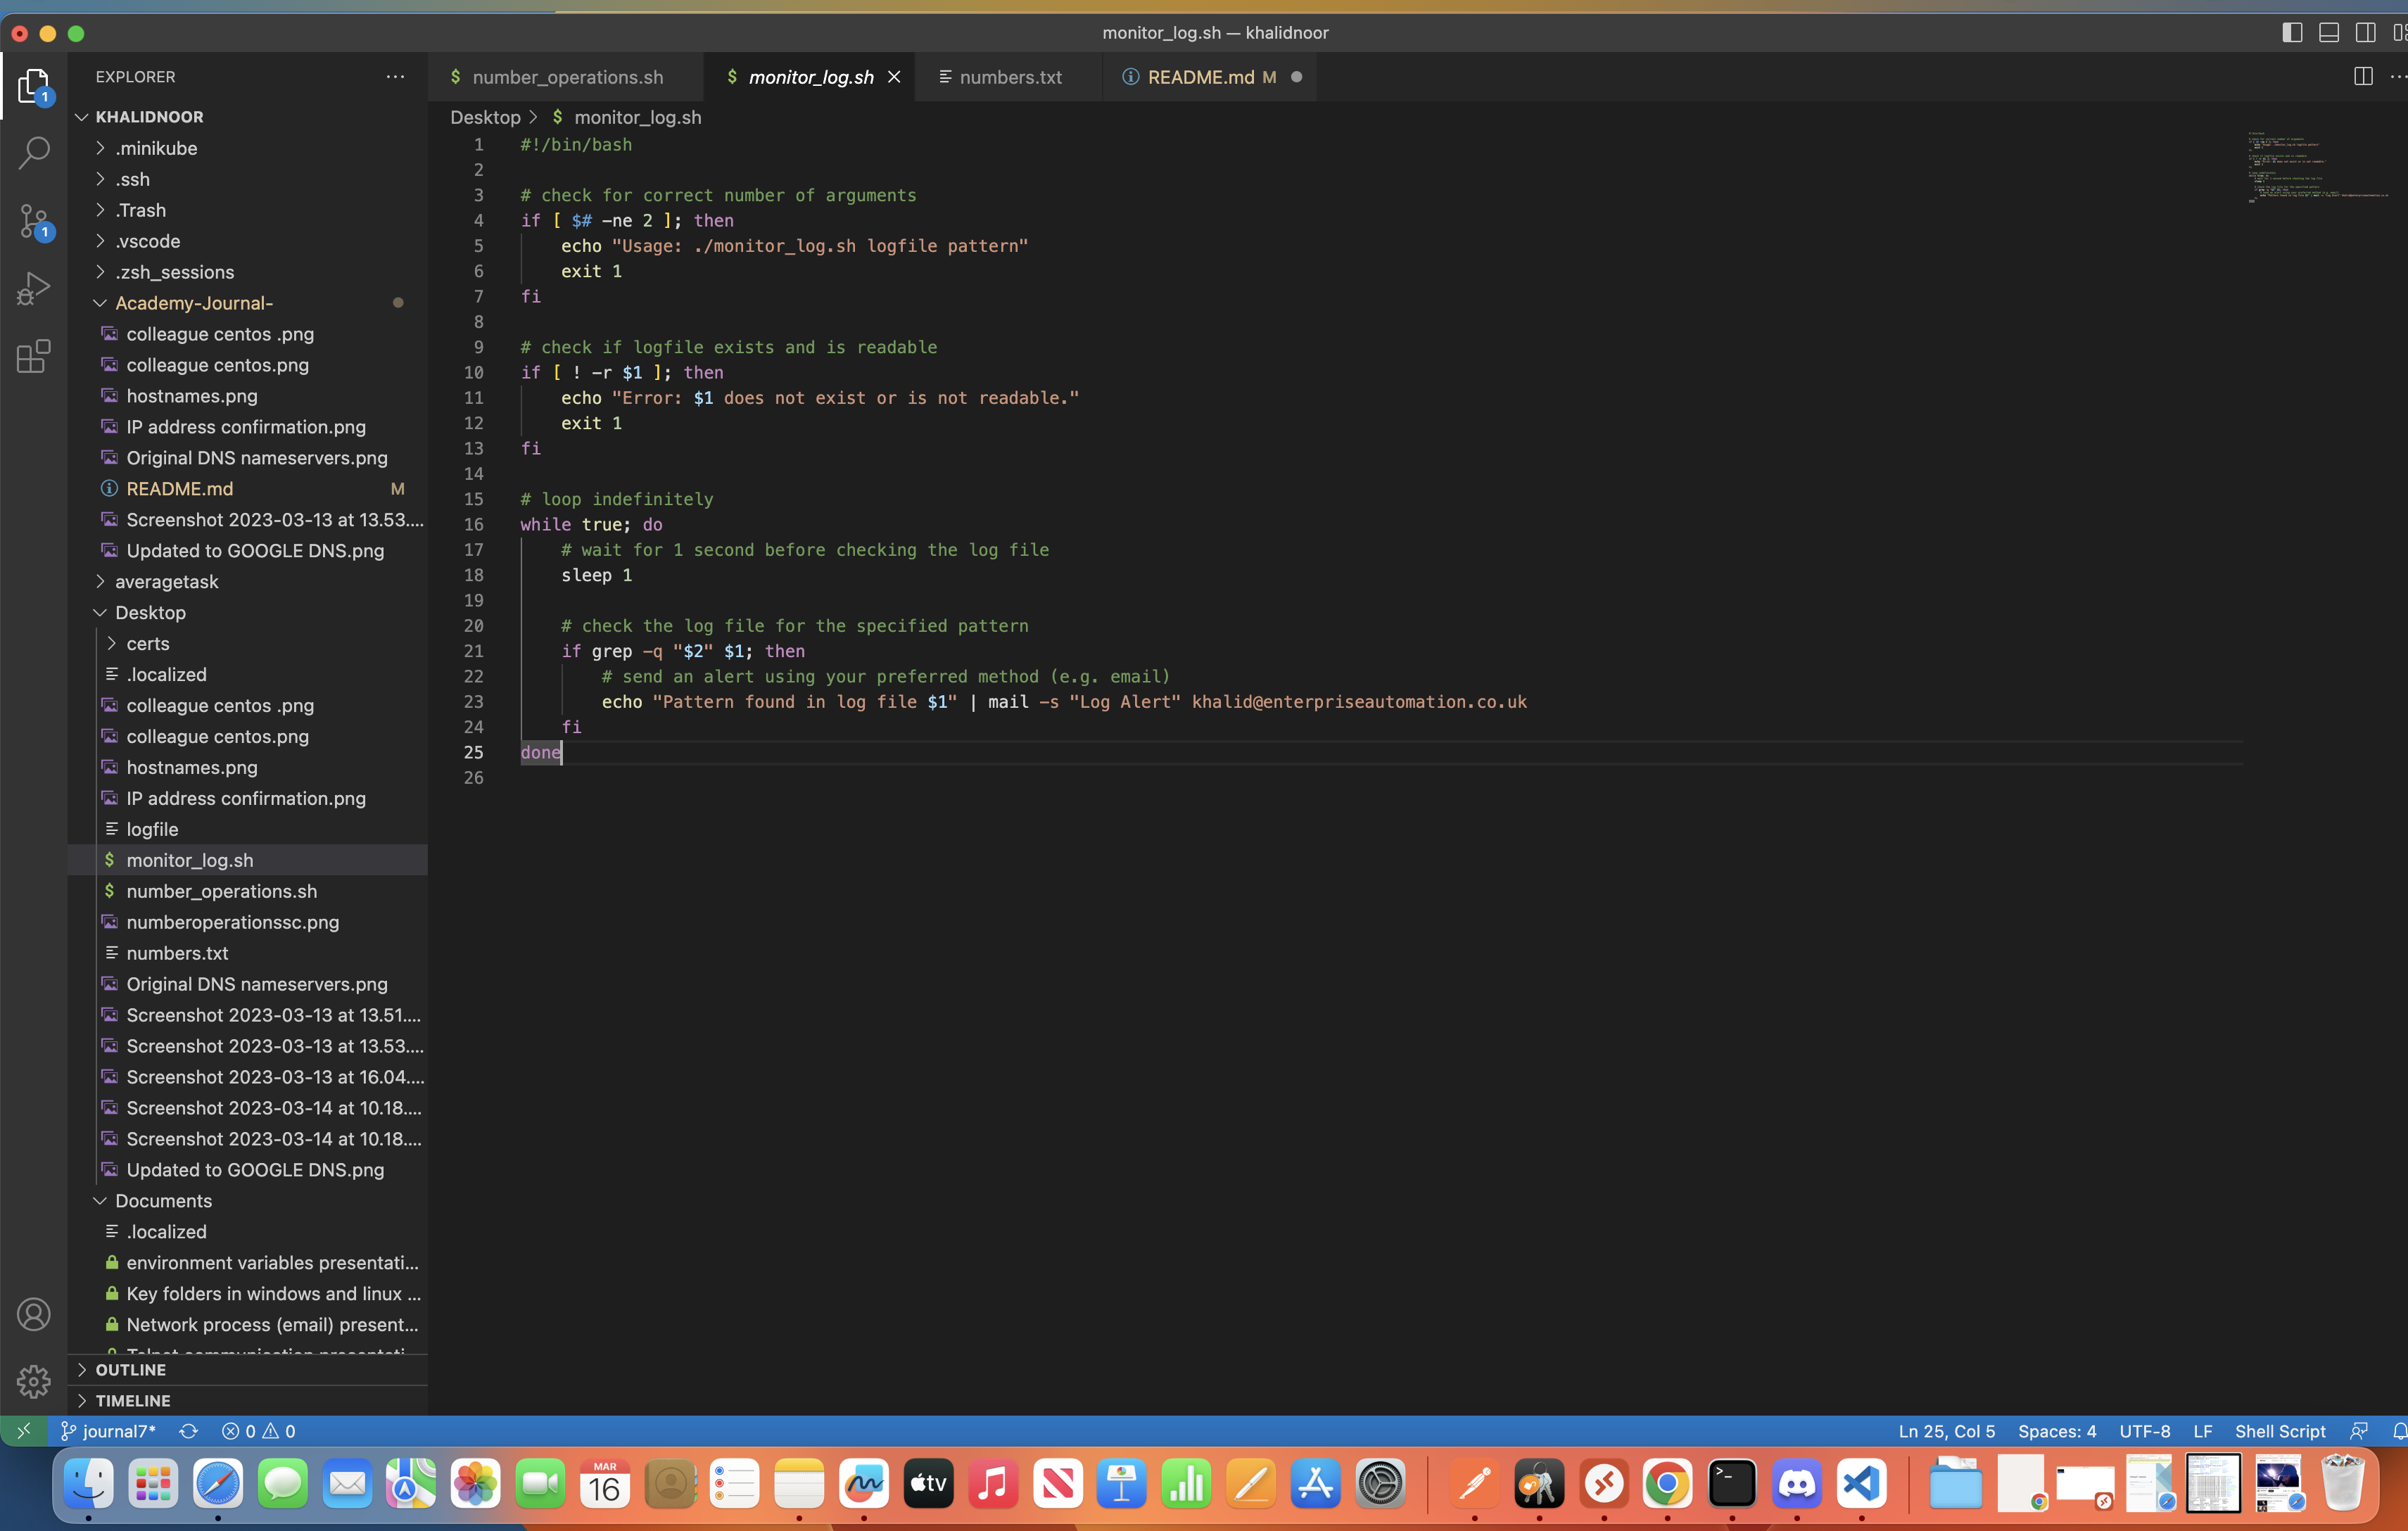 monitor_log.sh — khalidnoor
EXPLORER
KHALIDNOOR
.minikube
.ssh
.Trash
.vscode
.zsh_sessions
Academy-Journal-
colleague centos .png
colleague centos.png
hostnames.png
IP address confirmation.png
Original DNS nameservers.png
README.md M
Screenshot 2023-03-13 at 13.53....
Updated to GOOGLE DNS.png
averagetask
Desktop
certs
.localized
colleague centos .png
colleague centos.png
hostnames.png
IP address confirmation.png
logfile
monitor_log.sh
number_operations.sh
numberoperationssc.png
numbers.txt
Original DNS nameservers.png
Screenshot 2023-03-13 at 13.51....
Screenshot 2023-03-13 at 13.53....
Screenshot 2023-03-13 at 16.04....
Screenshot 2023-03-14 at 10.18....
Screenshot 2023-03-14 at 10.18....
Updated to GOOGLE DNS.png
Documents
.localized
environment variables presentati...
Key folders in windows and linux ...
Network process (email) present...
OUTLINE
TIMELINE
1
1
$ number_operations.sh
$ monitor_log.sh
numbers.txt
README.md M
Desktop > $ monitor_log.sh
1 #!/bin/bash
2
3 # check for correct number of arguments
4 if [ $# -ne 2 ]; then
5 echo "Usage: ./monitor_log.sh logfile pattern"
6 exit 1
7 fi
8
9 # check if logfile exists and is readable
10 if [ ! -r $1 ]; then
11 echo "Error: $1 does not exist or is not readable."
12 exit 1
13 fi
14
15 # loop indefinitely
16 while true; do
17 # wait for 1 second before checking the log file
18 sleep 1
19
20 # check the log file for the specified pattern
21 if grep -q "$2" $1; then
22 # send an alert using your preferred method (e.g. email)
23 echo "Pattern found in log file $1" | mail -s "Log Alert" khalid@enterpriseautomation.co.uk
24 fi
25 done
26
journal7* 0 0
Ln 25, Col 5 Spaces: 4 UTF-8 LF Shell Script
MAR
16
tv